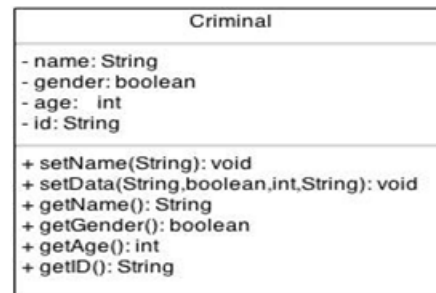 Criminal
- name: String
- gender: boolean
- age: int
- id: String
+ setName(String): void
+ setData(String,boolean,int,String): void
+ getName(): String
+ getGender(): boolean
+ getAge(): int
+ getID(): String